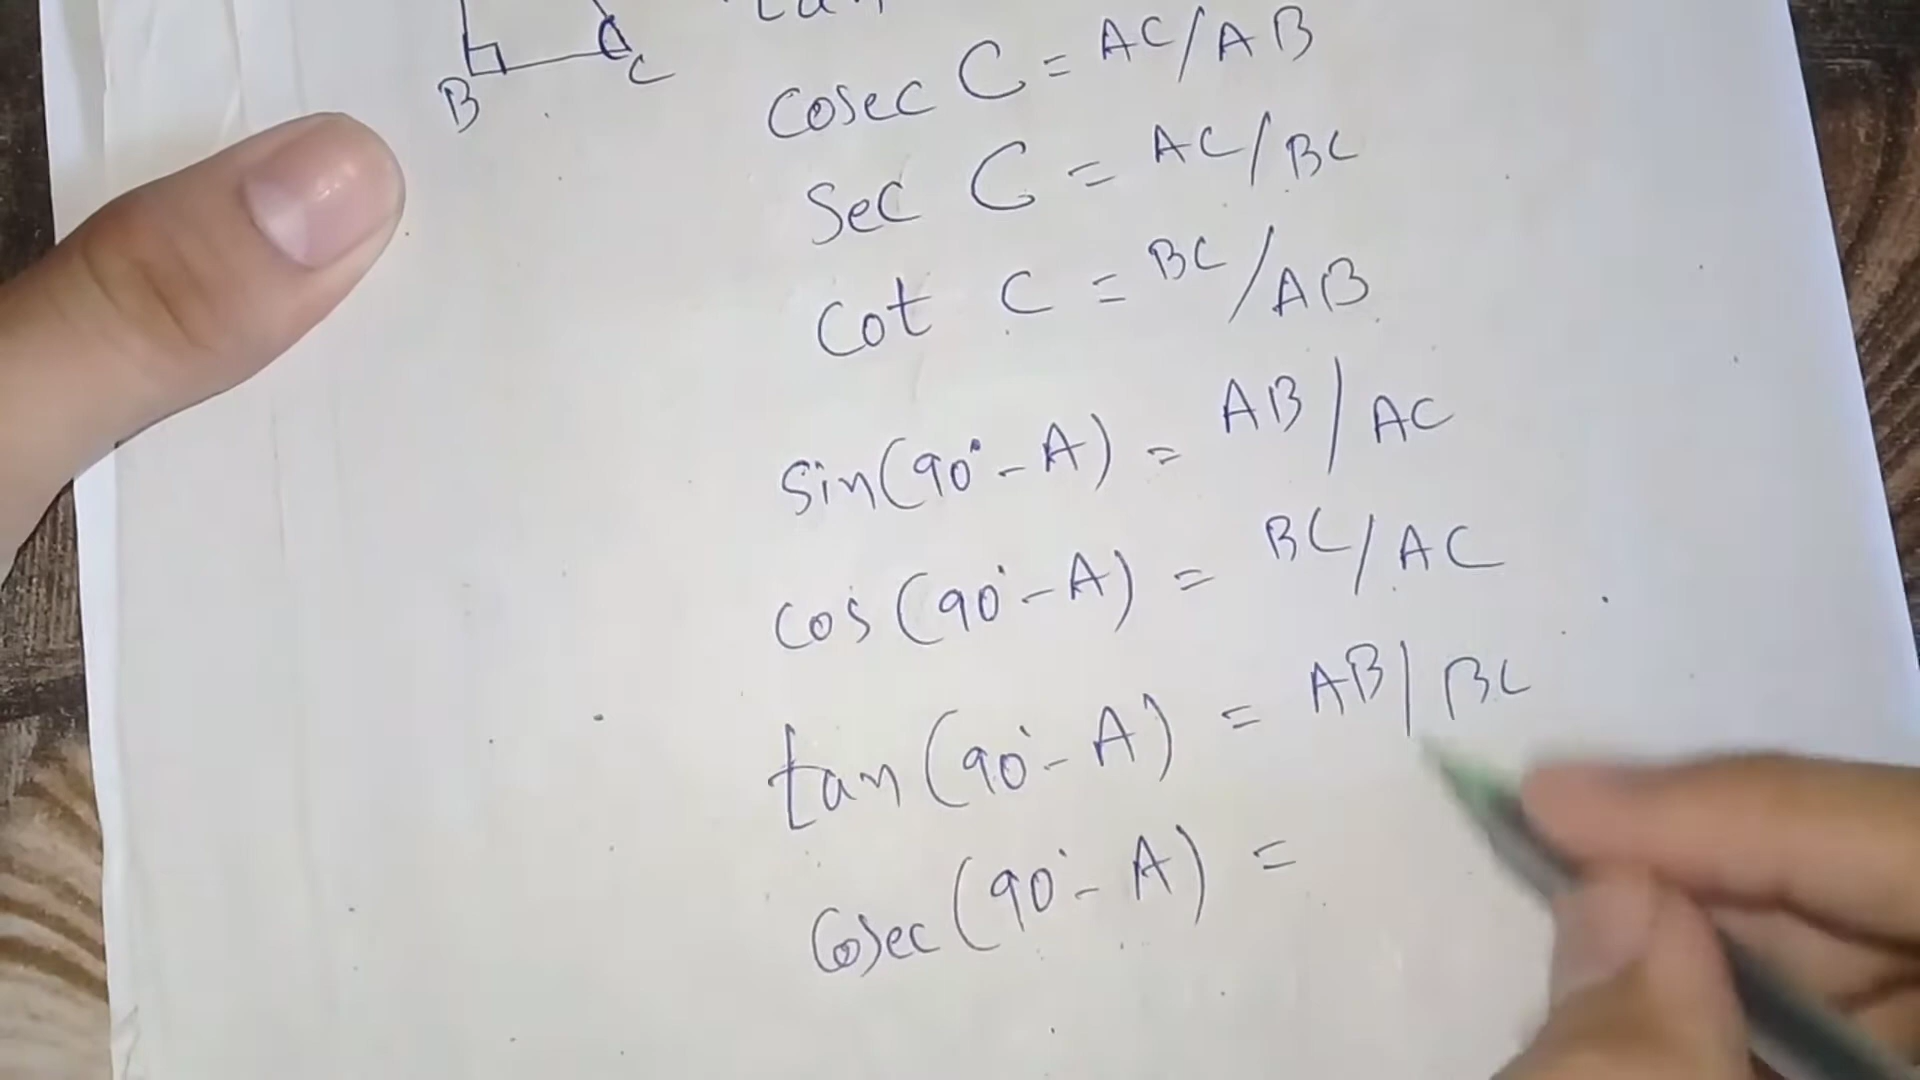 tan
B
C
Cosec C = AC/AB
Sec C = AC/BC
Cot C = BC/AB
Sin(90° - A) = AB/AC
Cos(90° - A) = BC/AC
tan(90° - A) = AB/BC
Cosec(90° - A) =